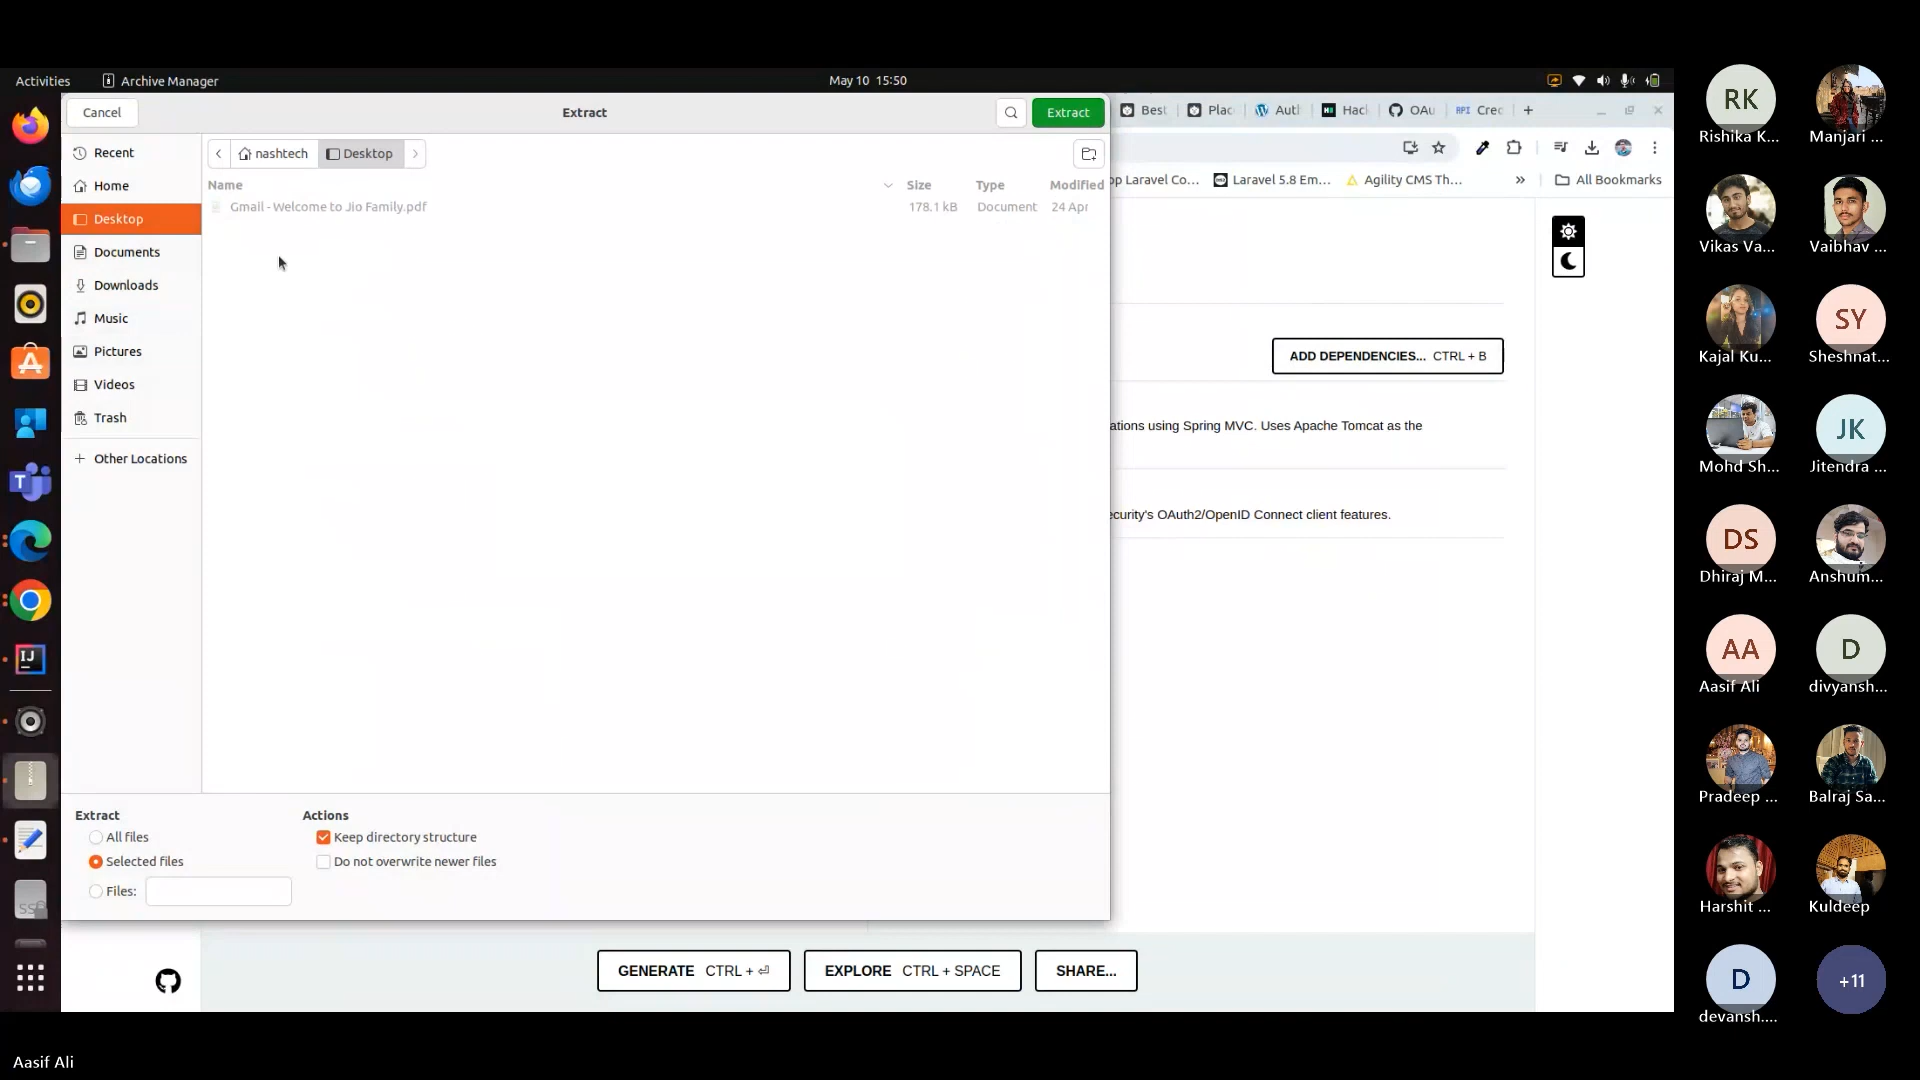 Activities
Archive Manager
May 10 15:50
Cancel
Extract
Extract
Best
Plac
Auth
Hac
OAu
Crec
Recent
Home
Desktop
Documents
Downloads
Music
Pictures
Videos
Trash
Other Locations
nashtech
Desktop
Name
Size
Type
Modified
Gmail - Welcome to Jio Family.pdf
178.1 kB
Document
24 Apr
op Laravel Co...
Laravel 5.8 Em...
Agility CMS Th...
»
All Bookmarks
ADD DEPENDENCIES... CTRL + B
ations using Spring MVC. Uses Apache Tomcat as the
ecurity's OAuth2/OpenID Connect client features.
Extract
All files
Selected files
Files:
Actions
Keep directory structure
Do not overwrite newer files
GENERATE CTRL + ⏎
EXPLORE CTRL + SPACE
SHARE...
RK
Rishika K...
Manjari ...
Vikas Va...
Vaibhav ...
Kajal Ku...
SY
Sheshnat...
Mohd Sh...
JK
Jitendra ...
DS
Dhiraj M...
Anshum...
AA
Aasif Ali
D
divyansh...
Pradeep ...
Balraj Sa...
Harshit ...
Kuldeep
D
devansh....
+11
Aasif Ali